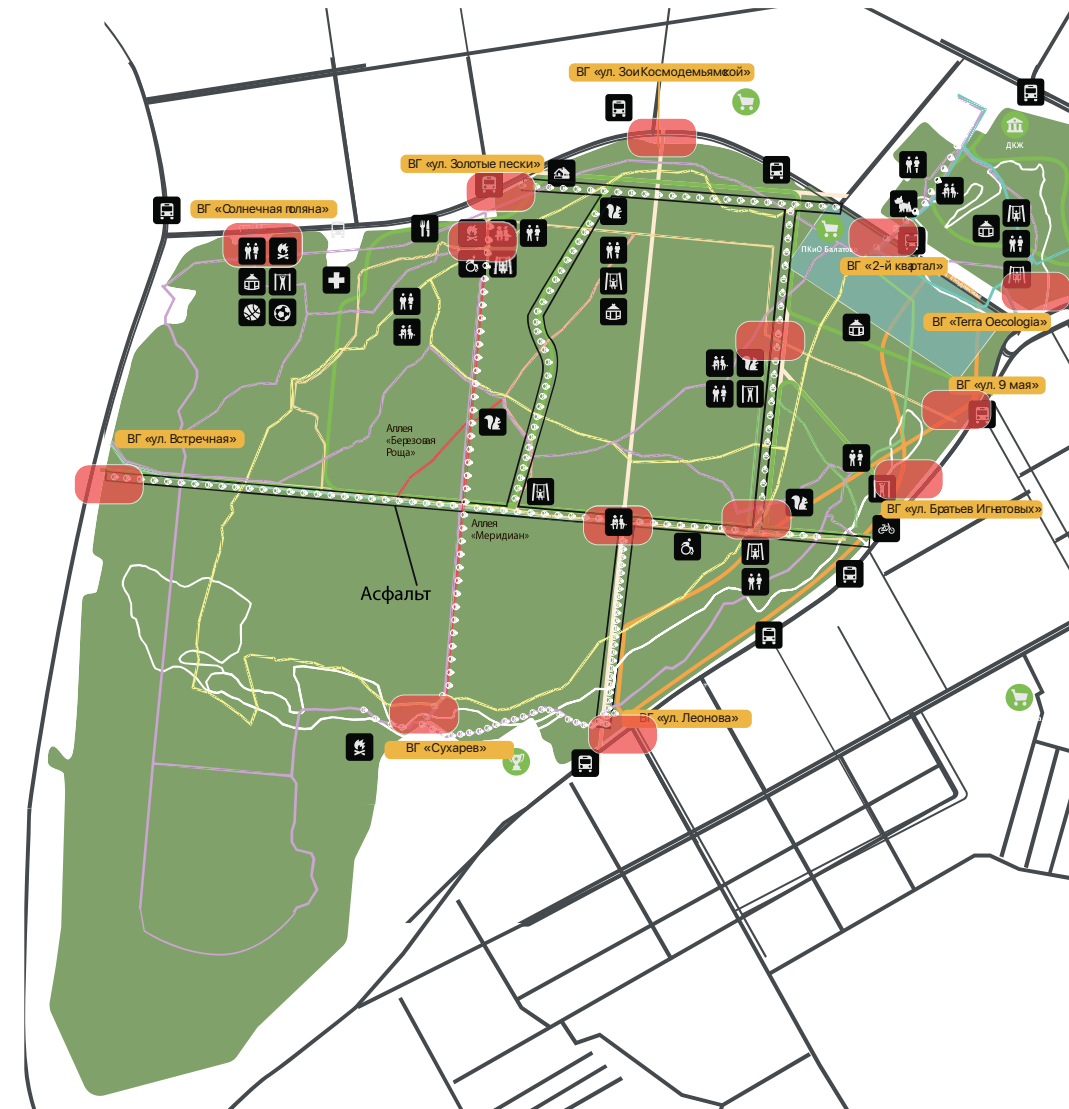 ВГ «ул. Зои Космодемьямской»
ДКЖ
ВГ «ул. Золотые пески»
ВГ «Солнечная поляна»
ПКиО Балатово
ВГ «2-й квартал»
ВГ «Terra Oecologia»
ВГ «ул. 9 мая»
Аллея
«Березовая
Роща»
ВГ «ул. Встречная»
ВГ «ул. Братьев Игнатовых»
Аллея
«Меридиан»
Асфальт
ВГ «ул. Леонова»
ВГ «Сухарев»